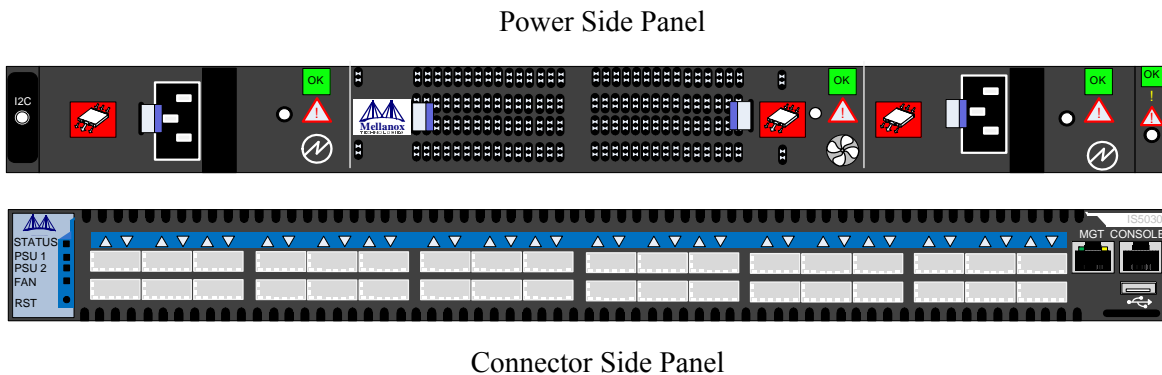 Power Side Panel
I2C
OK
!
Mellanox
TECHNOLOGIES
OK
!
OK
!
OK
!
!
STATUS
PSU 1
PSU 2
FAN
RST
IS5030
MGT CONSOLE
Connector Side Panel